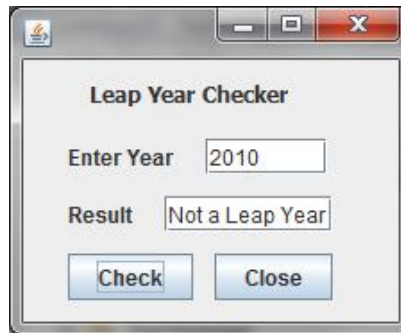 Leap Year Checker
Enter Year 2010
Result Not a Leap Year
Check Close